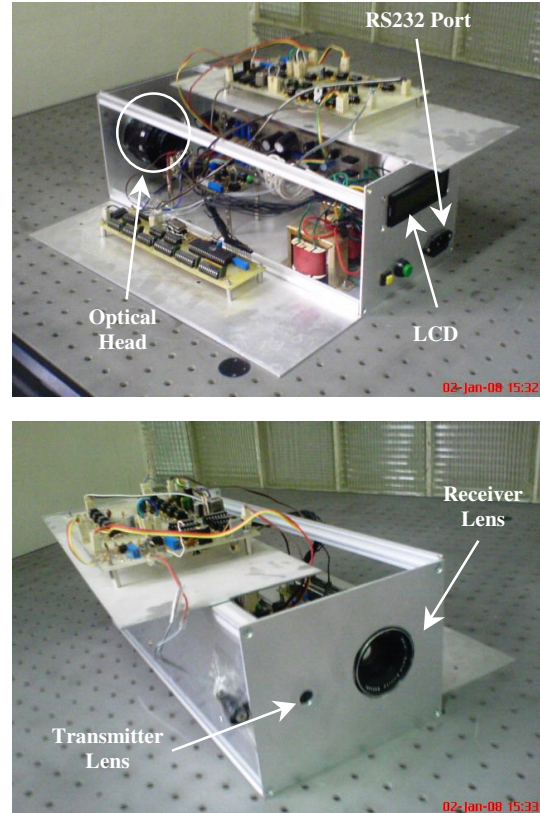 RS232 Port
Optical
Head
LCD
02-Jan-08 15:32
Receiver
Lens
Transmitter
Lens
02-Jan-08 15:33